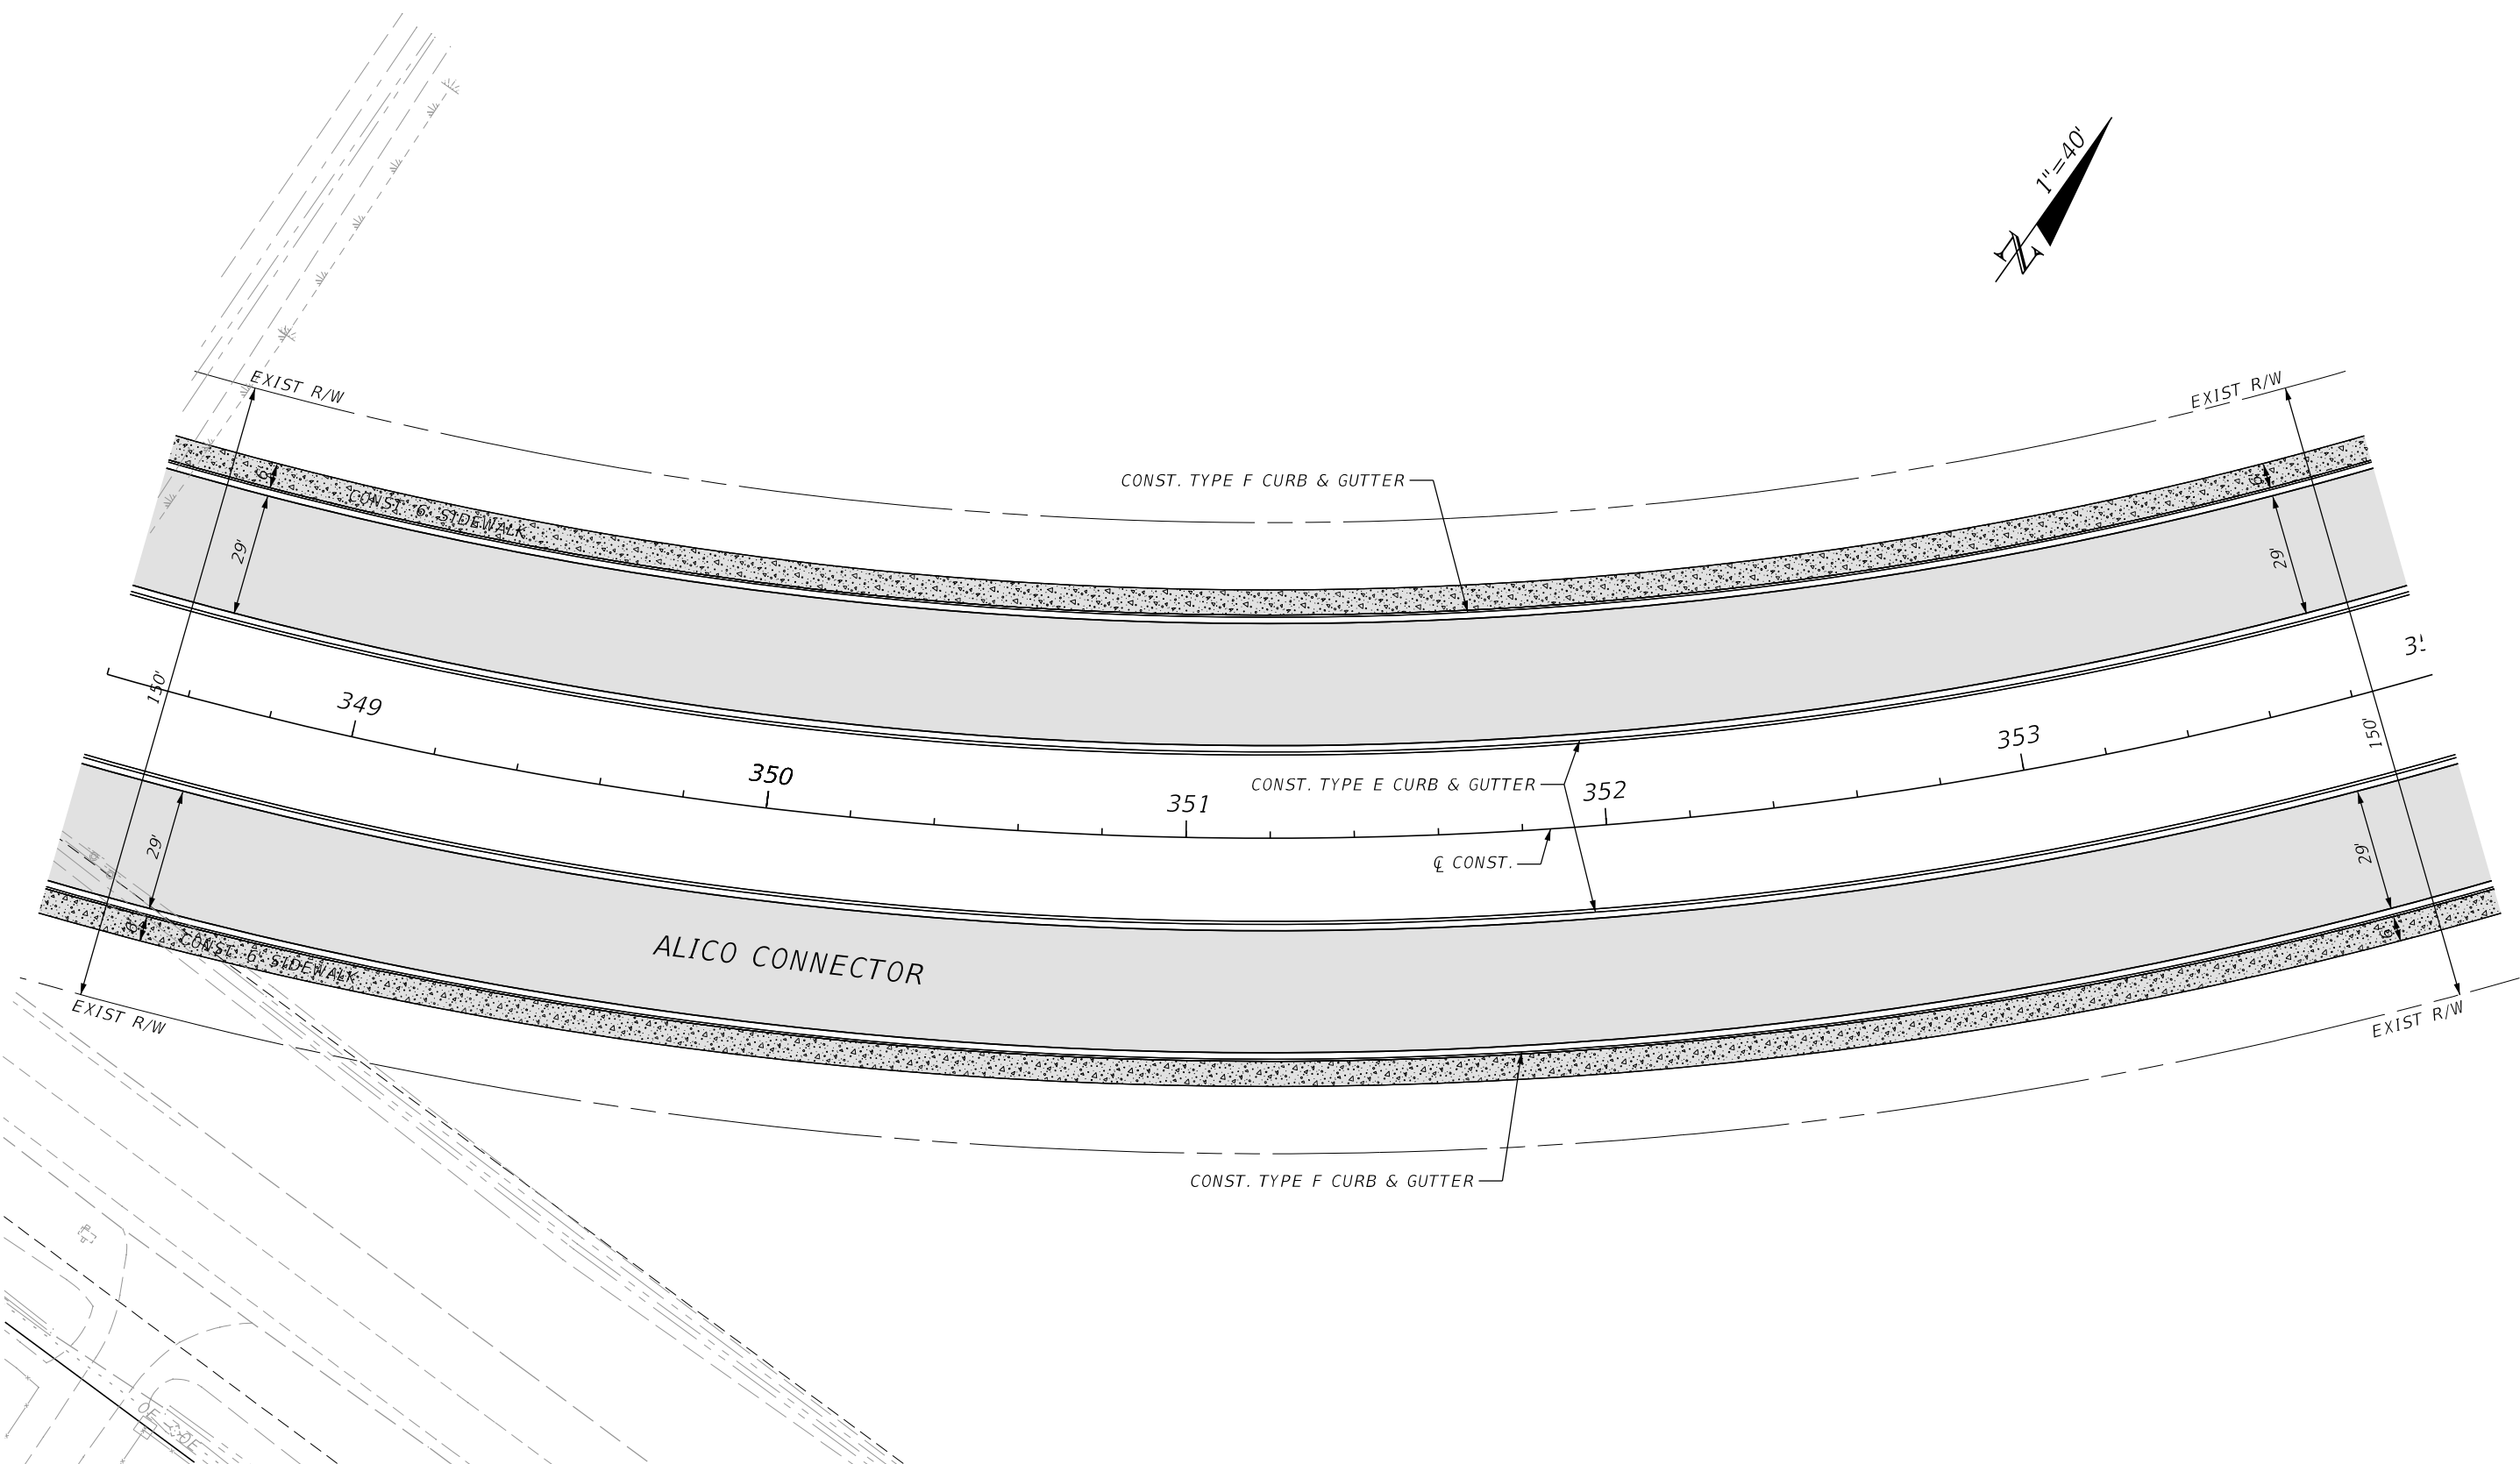 1"=40'
N
EXIST R/W
EXIST R/W
6'
CONST. 6' SIDEWALK
6'
CONST. TYPE F CURB & GUTTER
29'
29'
150'
349
350
351
352
353
150'
CONST. TYPE E CURB & GUTTER
℄ CONST.
29'
29'
6'
CONST. 6' SIDEWALK
6'
ALICO CONNECTOR
EXIST R/W
EXIST R/W
CONST. TYPE F CURB & GUTTER
OE
OE